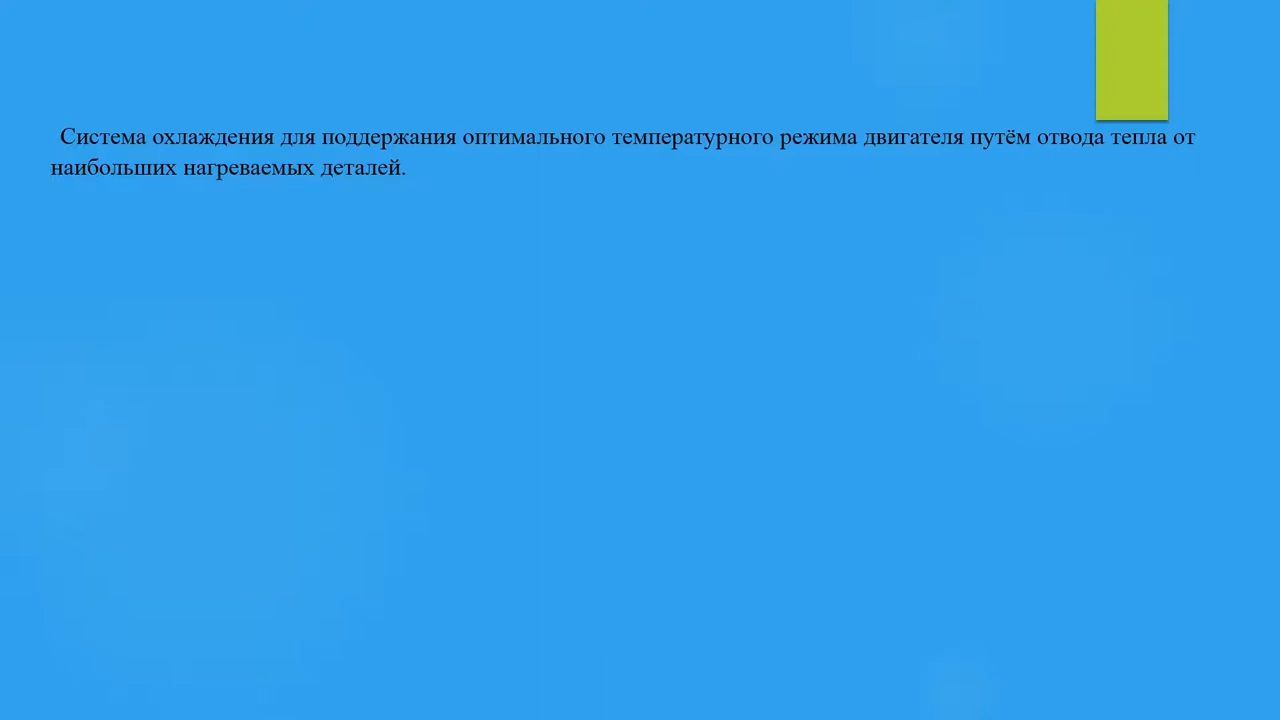 Система охлаждения для поддержания оптимального температурного режима двигателя путём отвода тепла от
наибольших нагреваемых деталей.